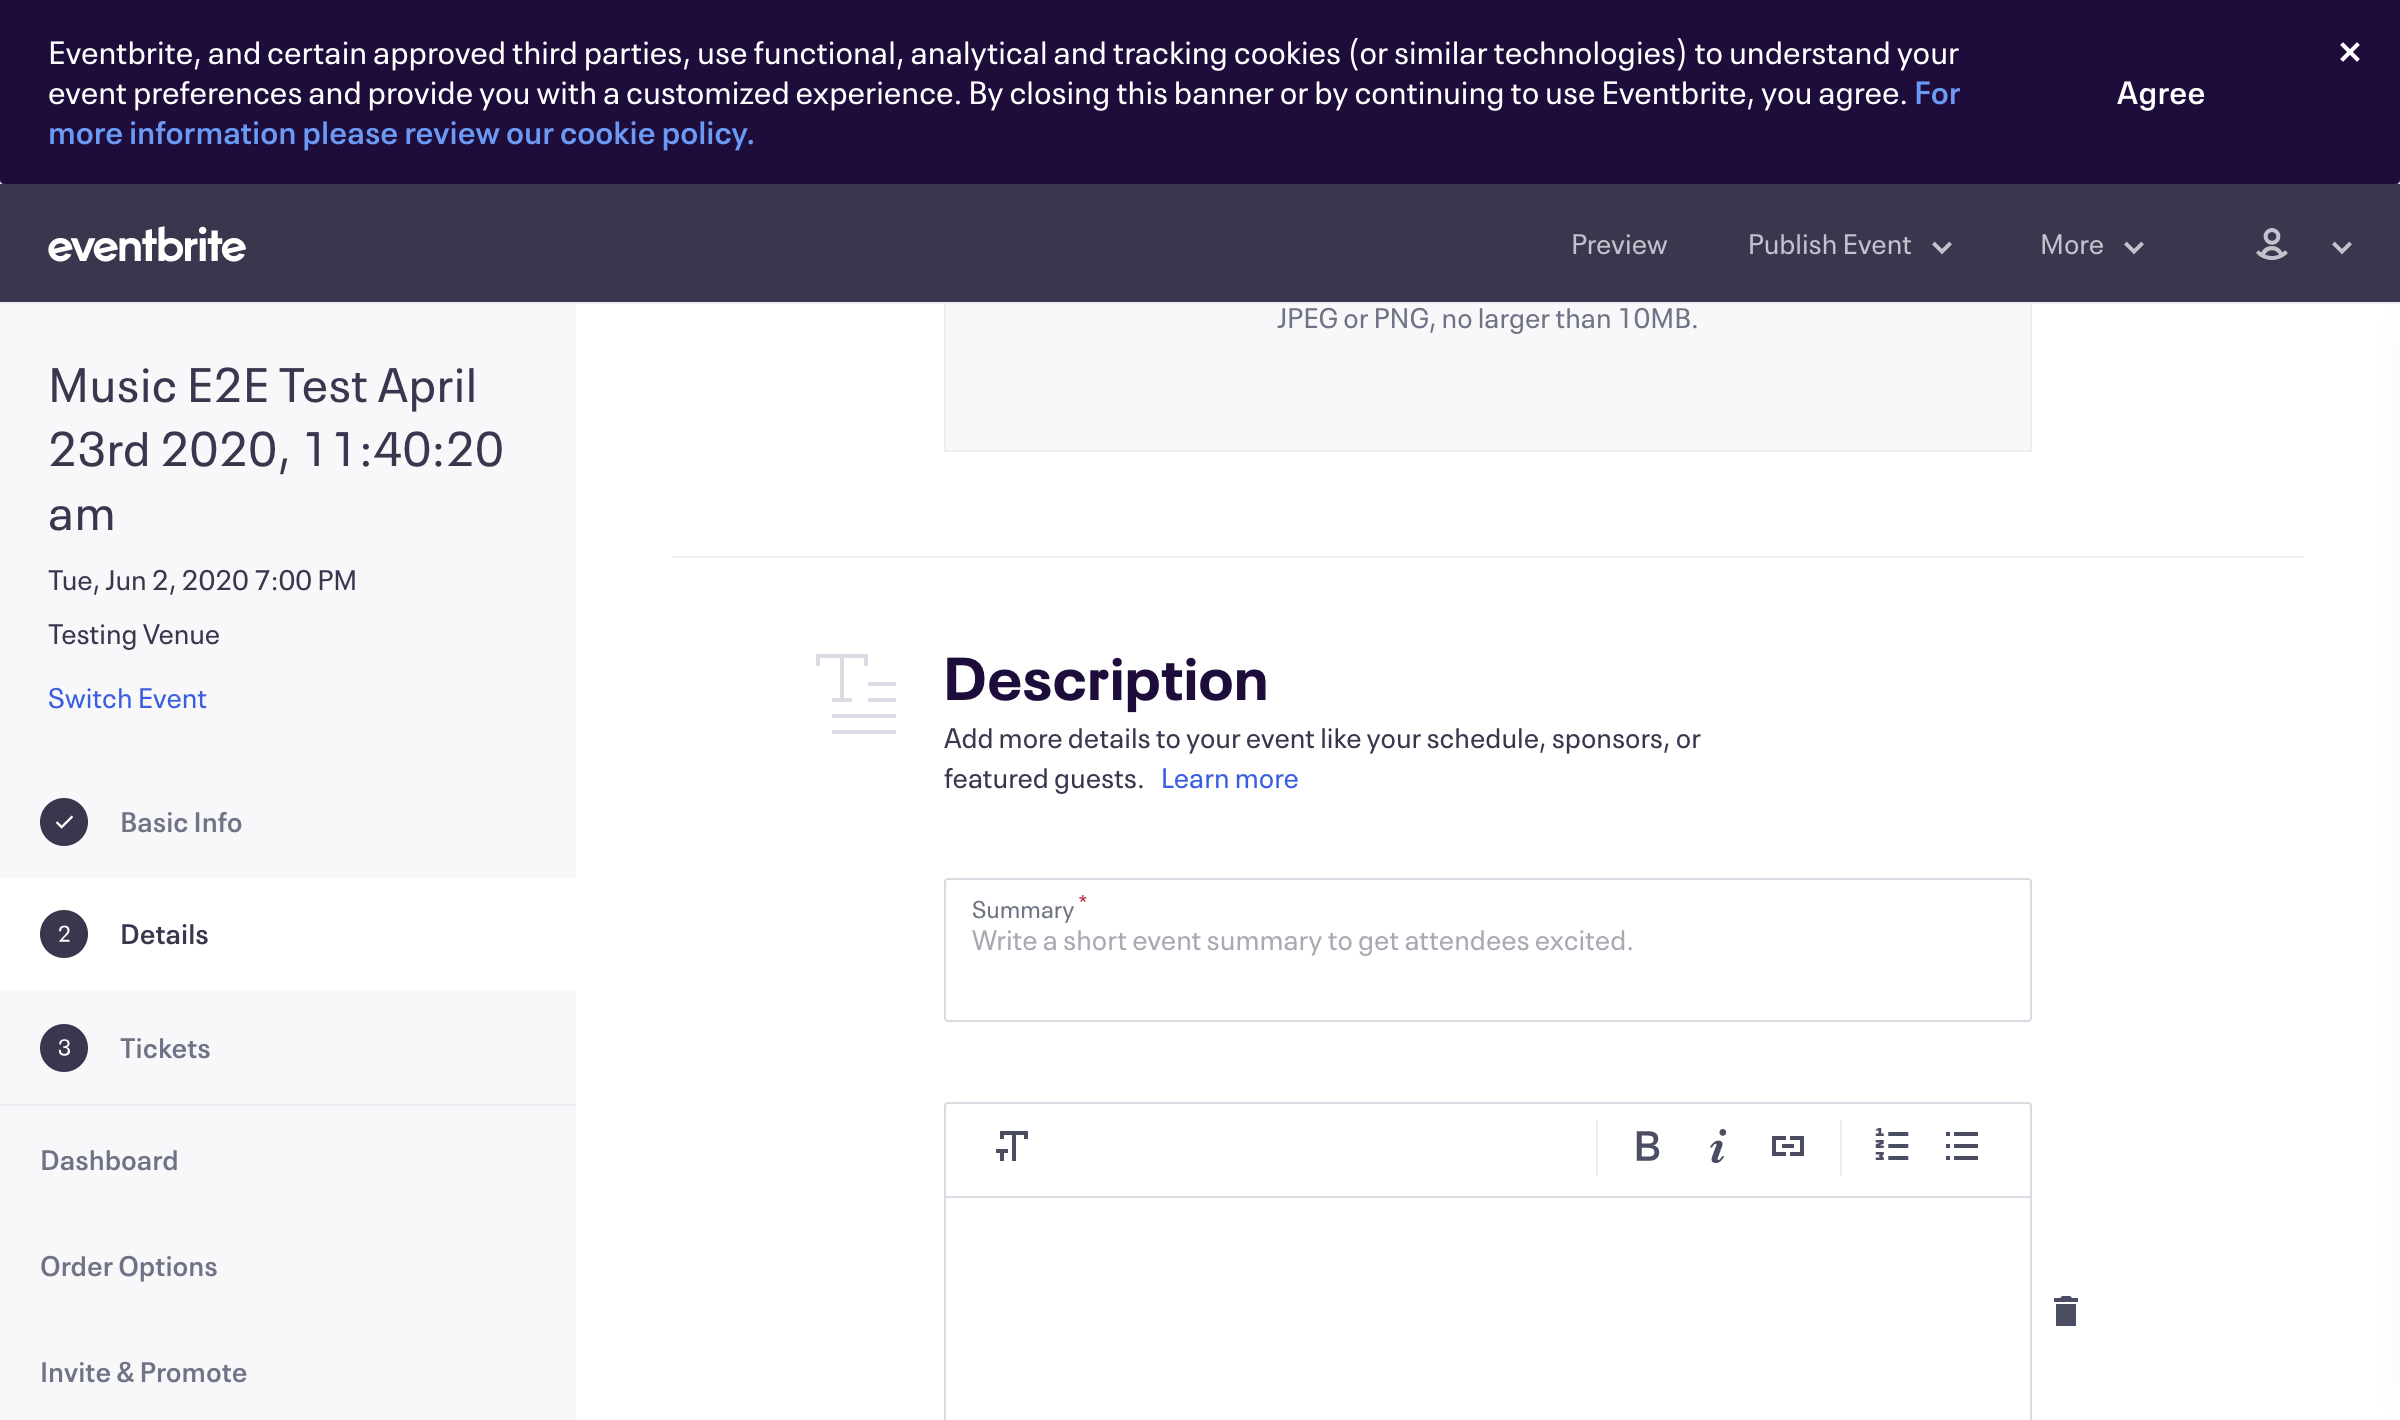 Eventbrite, and certain approved third parties, use functional, analytical and tracking cookies (or similar technologies) to understand your
event preferences and provide you with a customized experience. By closing this banner or by continuing to use Eventbrite, you agree. For
more information please review our cookie policy.
Agree
eventbrite
Preview
Publish Event
More
JPEG or PNG, no larger than 10MB.
Music E2E Test April
23rd 2020, 11:40:20
am
Tue, Jun 2, 2020 7:00 PM
Testing Venue
Switch Event
Basic Info
2 Details
3 Tickets
Dashboard
Order Options
Invite & Promote
Description
Add more details to your event like your schedule, sponsors, or
featured guests. Learn more
Summary *
Write a short event summary to get attendees excited.